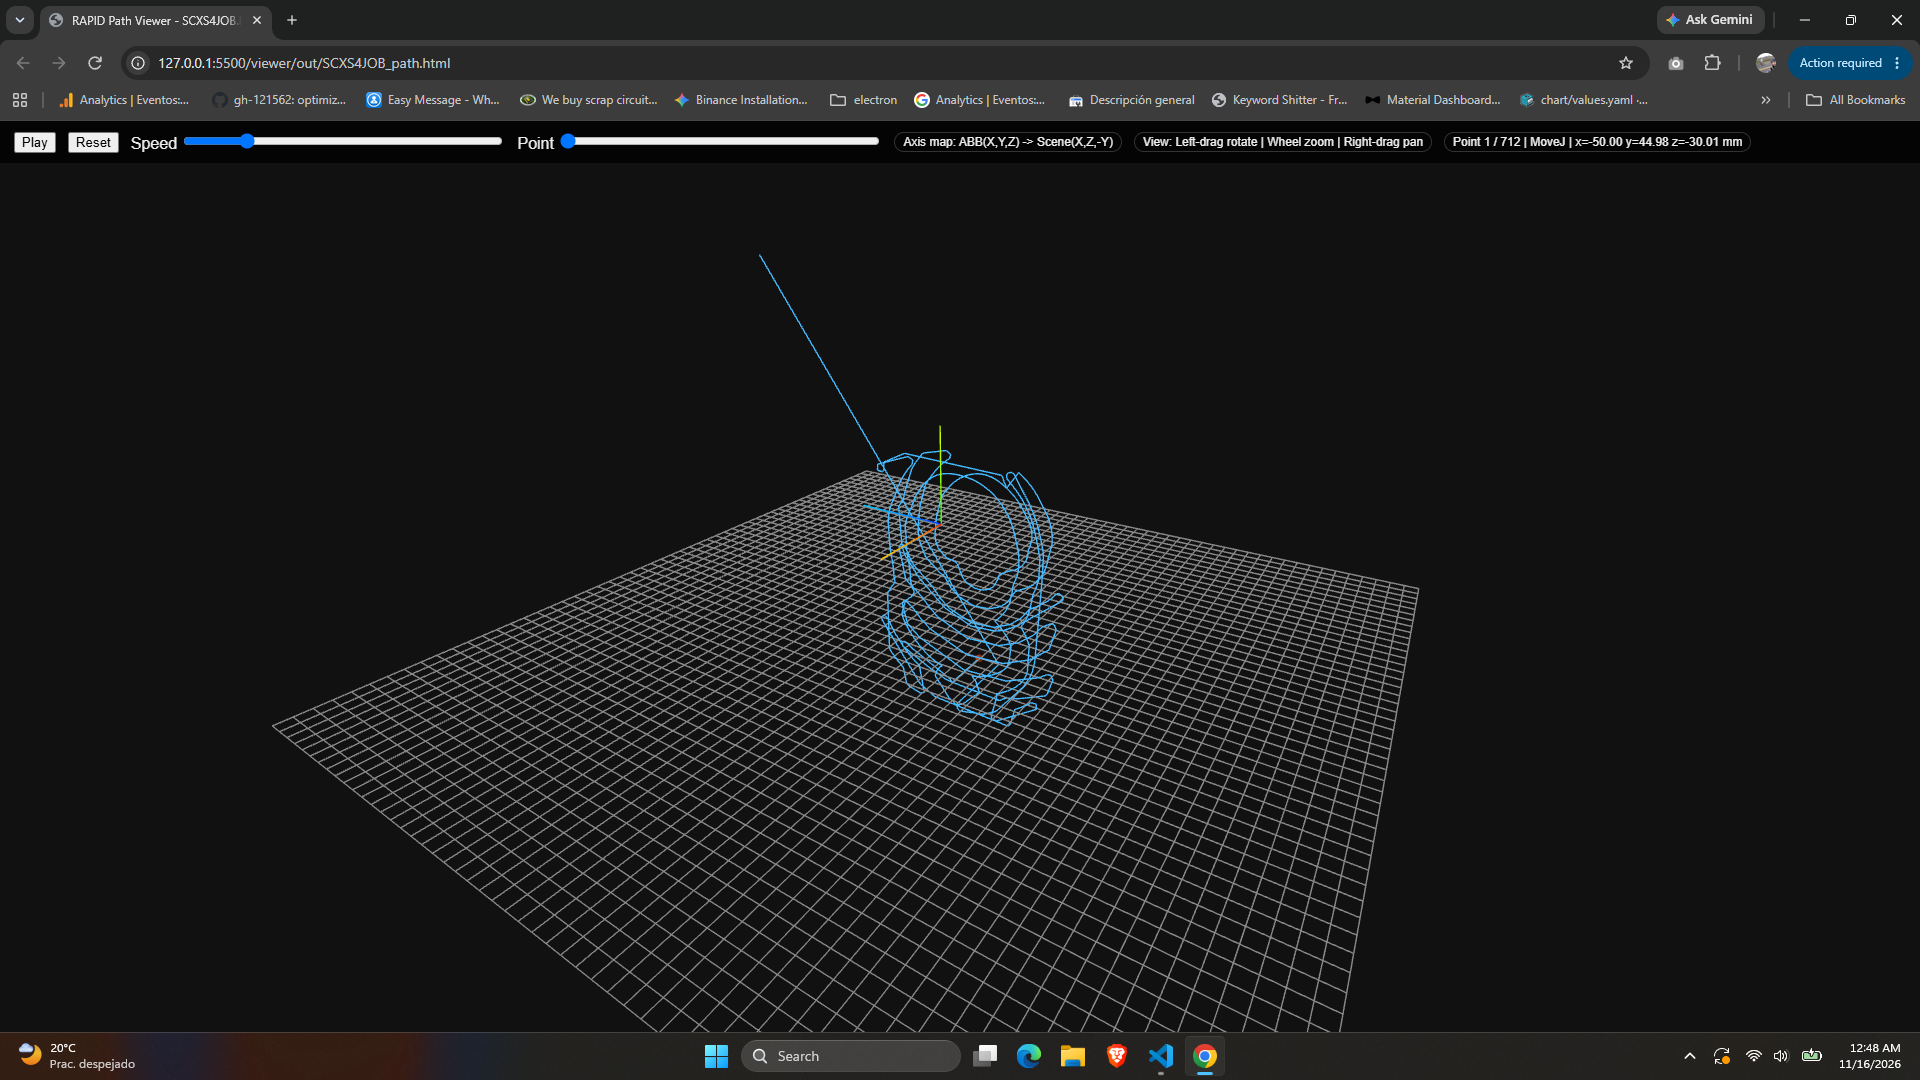 RAPID Path Viewer - SCXS4JOB
Ask Gemini
127.0.0.1:5500/viewer/out/SCXS4JOB_path.html
Action required
Analytics | Eventos:...
gh-121562: optimiz...
Easy Message - Wh...
We buy scrap circuit...
Binance Installation...
electron
Analytics | Eventos:...
Descripción general
Keyword Shitter - Fr...
Material Dashboard...
chart/values.yaml ·...
All Bookmarks
Play
Reset
Speed
Point
Axis map: ABB(X,Y,Z) -> Scene(X,Z,-Y)
View: Left-drag rotate | Wheel zoom | Right-drag pan
Point 1 / 712 | MoveJ | x=-50.00 y=44.98 z=-30.01 mm
20°C
Prac. despejado
Search
12:48 AM
11/16/2026